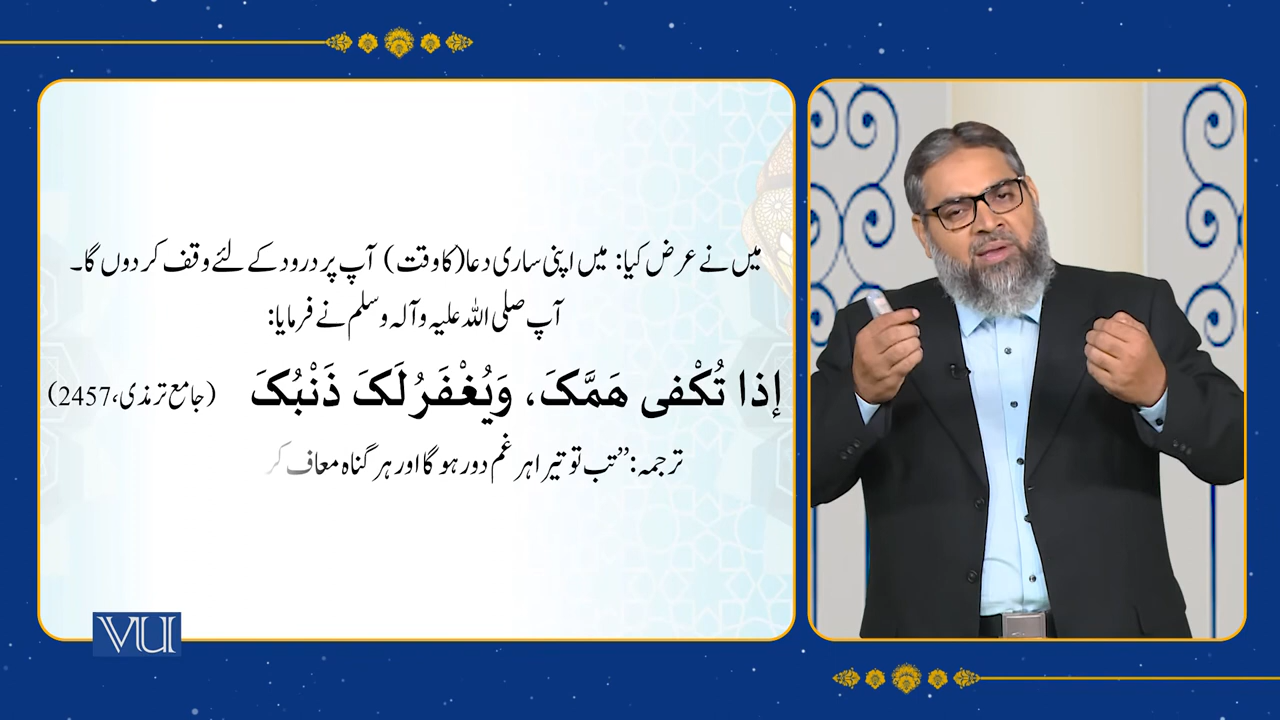 میں نے عرض کیا: میں اپنی ساری دعا (کا وقت) آپ پر درود کے لئے وقف کر دوں گا۔
آپ صلی اللہ علیہ وآلہ وسلم نے فرمایا:
إذا تُکْفی هَمَّکَ، وَیُغْفَرُ لَکَ ذَنْبُکَ (جامع ترمذی، 2457)
ترجمہ: ”تب تو تیرا ہر غم دور ہو گا اور ہر گناہ معاف کر
VU